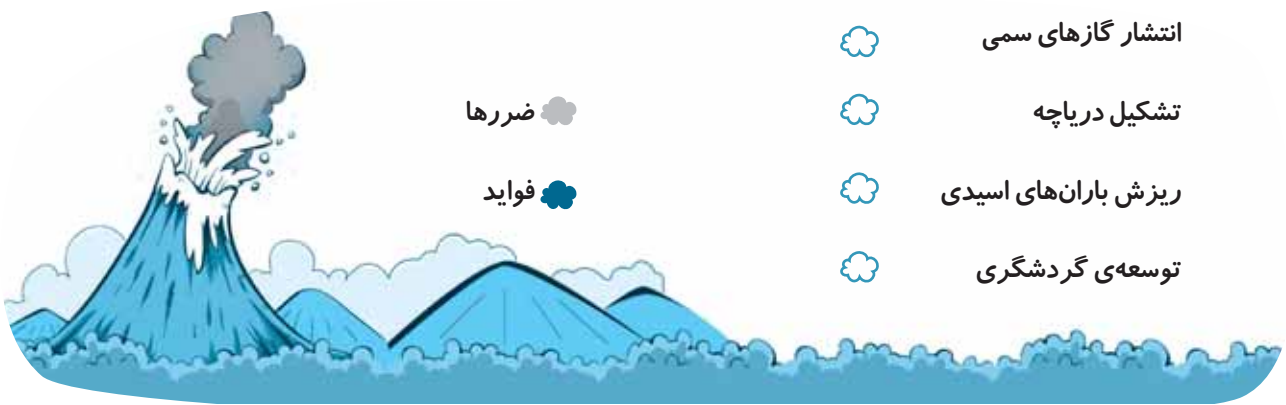 انتشار گازهای سمی
تشکیل دریاچه
ضررها
ریزش باران‌های اسیدی
فواید
توسعه‌ی گردشگری